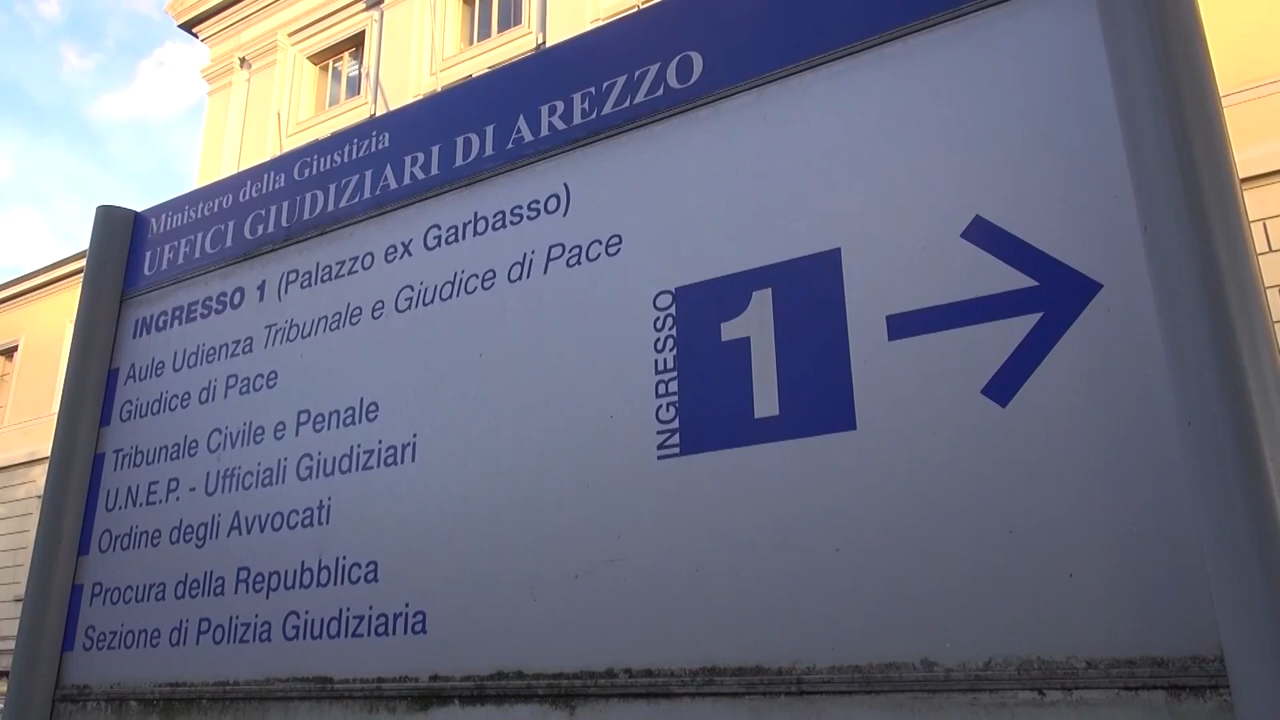 Ministero della Giustizia
UFFICI GIUDIZIARI DI AREZZO
INGRESSO 1 (Palazzo ex Garbasso)
Aule Udienza Tribunale e Giudice di Pace
Giudice di Pace
Tribunale Civile e Penale
U.N.E.P. - Ufficiali Giudiziari
Ordine degli Avvocati
Procura della Repubblica
Sezione di Polizia Giudiziaria
INGRESSO
1